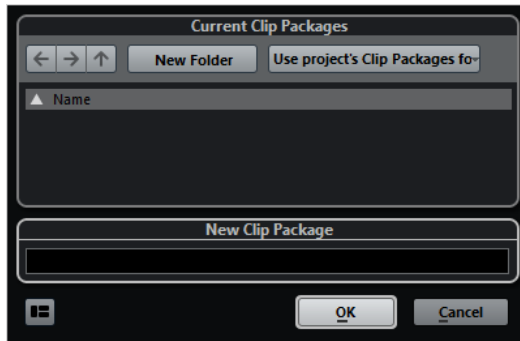 Current Clip Packages
New Folder
Use project's Clip Packages fo
Name
New Clip Package
OK
Cancel